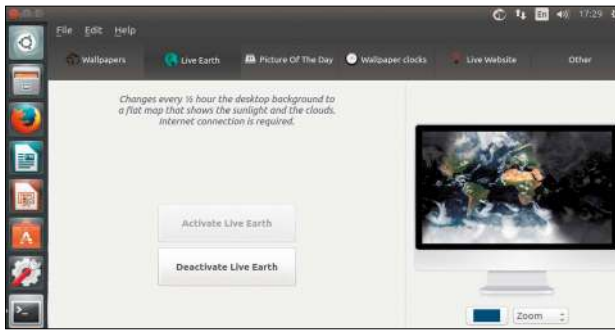 En 17:29
File Edit Help
Wallpapers Live Earth Picture Of The Day Wallpaper clocks Live Website Other
Changes every ½ hour the desktop background to
a flat map that shows the sunlight and the clouds.
Internet connection is required.
Activate Live Earth
Deactivate Live Earth
Zoom